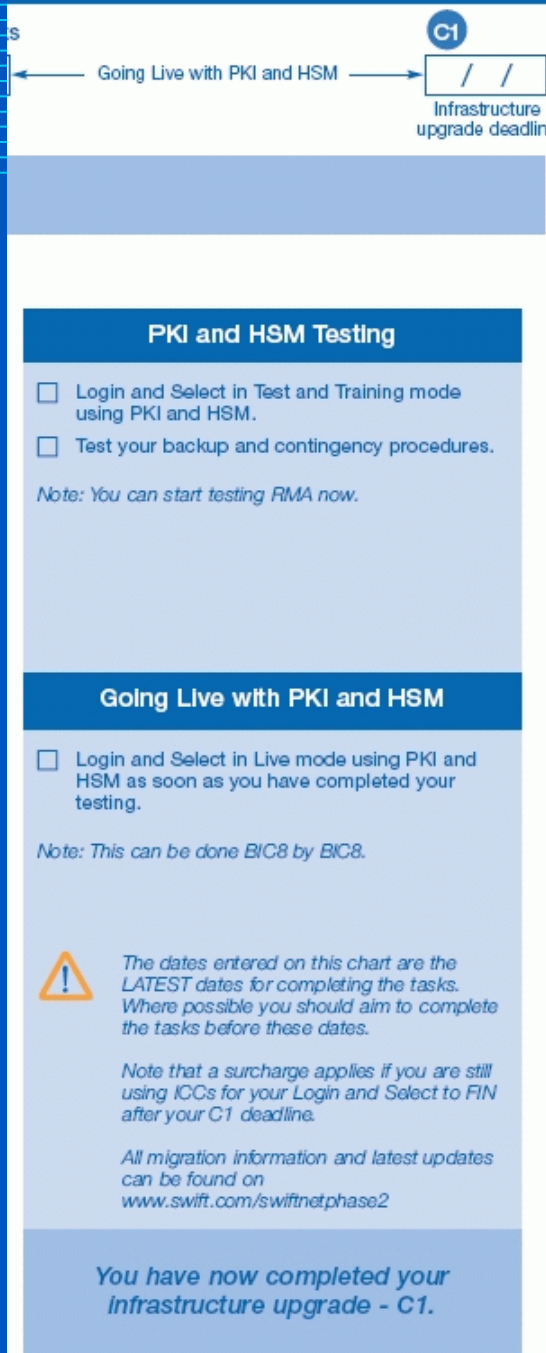 C1
Going Live with PKI and HSM
/ /
Infrastructure
PKI and HSM Testing
Login and Select in Test and Training mode
using PKI and HSM.
Test your backup and contingency procedures.
Note: You can start testing RMA now.
Going Live with PKI and HSM
Login and Select in Live mode using PKI and
HSM as soon as you have completed your
testing.
Note: This can be done BIC8 by BIC8.
The dates entered on this chart are the
LATEST dates for completing the tasks.
Where possible you should aim to complete
the tasks before these dates.
Note that a surcharge applies if you are still
using ICCs for your Login and Select to FIN
after your C1 deadline.
All migration information and latest updates
can be found on
www.swift.com/swiftnetphase2
You have now completed your
infrastructure upgrade - C1.
upgrade deadlin